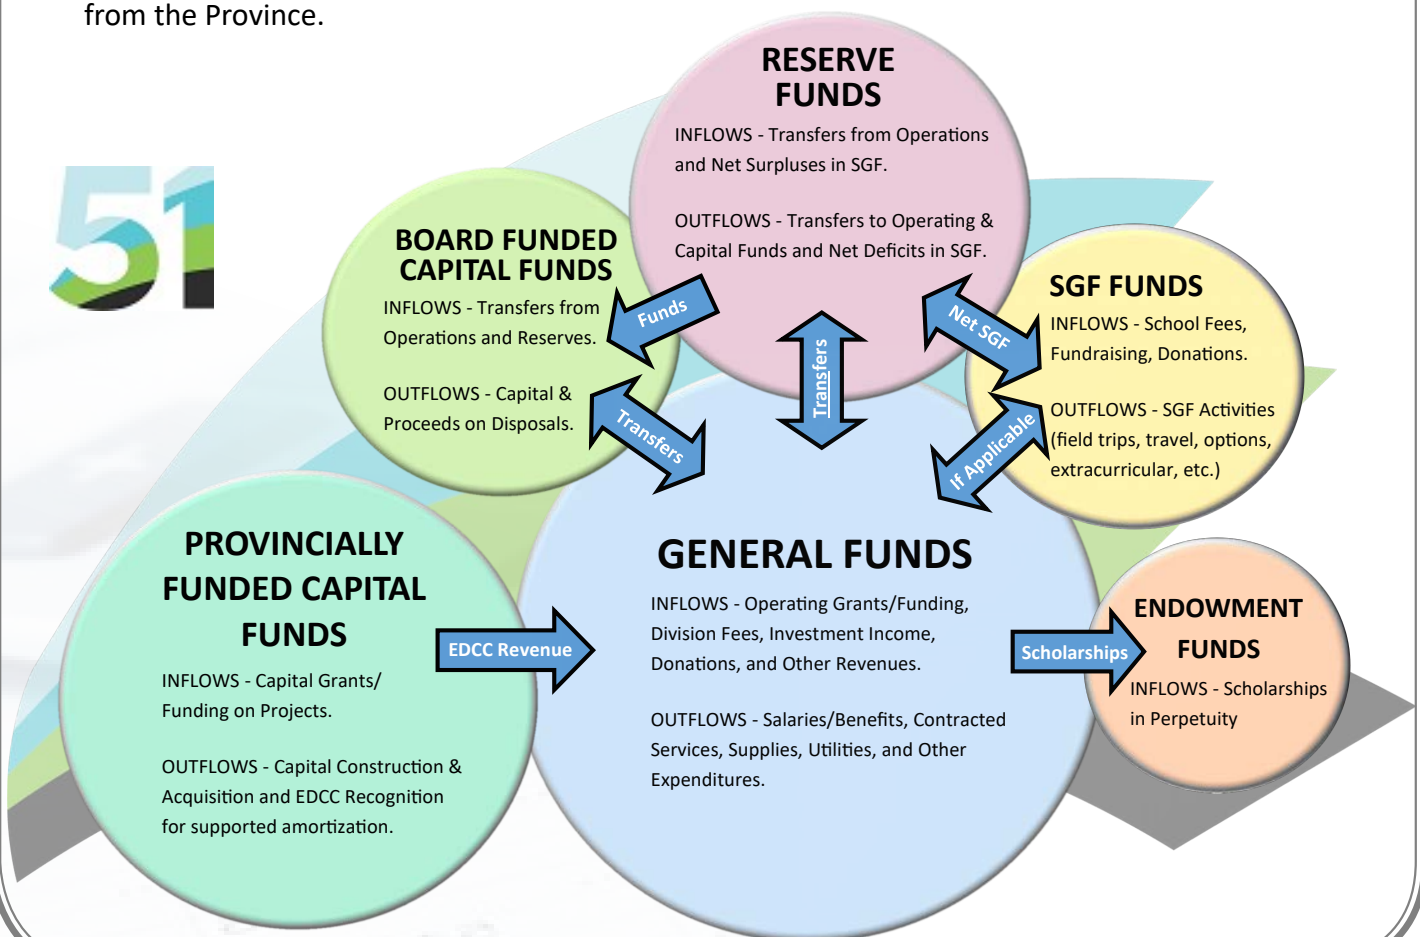 from the Province.
51
RESERVE
FUNDS
INFLOWS - Transfers from Operations
and Net Surpluses in SGF.
OUTFLOWS - Transfers to Operating &
Capital Funds and Net Deficits in SGF.
BOARD FUNDED
CAPITAL FUNDS
INFLOWS - Transfers from
Operations and Reserves.
OUTFLOWS - Capital &
Proceeds on Disposals.
Funds
Transfers
Transfers
Net SGF
If Applicable
SGF FUNDS
INFLOWS - School Fees,
Fundraising, Donations.
OUTFLOWS - SGF Activities
(field trips, travel, options,
extracurricular, etc.)
PROVINCIALLY
FUNDED CAPITAL
FUNDS
INFLOWS - Capital Grants/
Funding on Projects.
OUTFLOWS - Capital Construction &
Acquisition and EDCC Recognition
for supported amortization.
EDCC Revenue
GENERAL FUNDS
INFLOWS - Operating Grants/Funding,
Division Fees, Investment Income,
Donations, and Other Revenues.
OUTFLOWS - Salaries/Benefits, Contracted
Services, Supplies, Utilities, and Other
Expenditures.
Scholarships
ENDOWMENT
FUNDS
INFLOWS - Scholarships
in Perpetuity